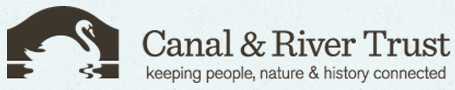 Canal & River Trust
keeping people, nature & history connected